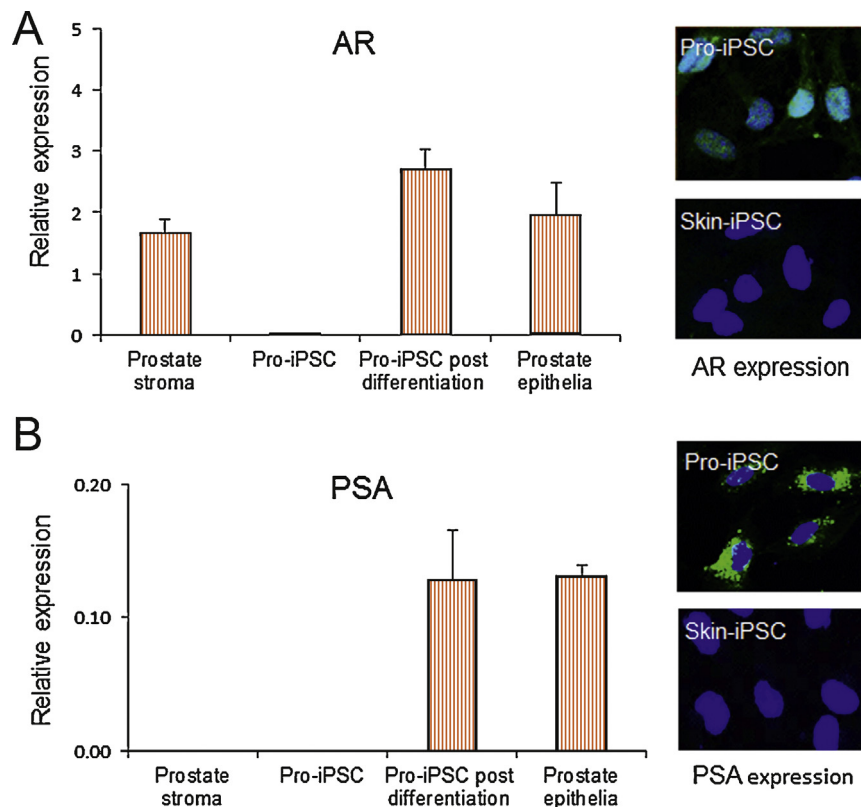 A
AR
Relative expression
5
4
3
2
1
0
Prostate stroma
Pro-iPSC
Pro-iPSC post differentiation
Prostate epithelia
Pro-iPSC
Skin-iPSC
AR expression
B
PSA
Relative expression
0.20
0.10
0.00
Prostate stroma
Pro-iPSC
Pro-iPSC post differentiation
Prostate epithelia
Pro-iPSC
Skin-iPSC
PSA expression